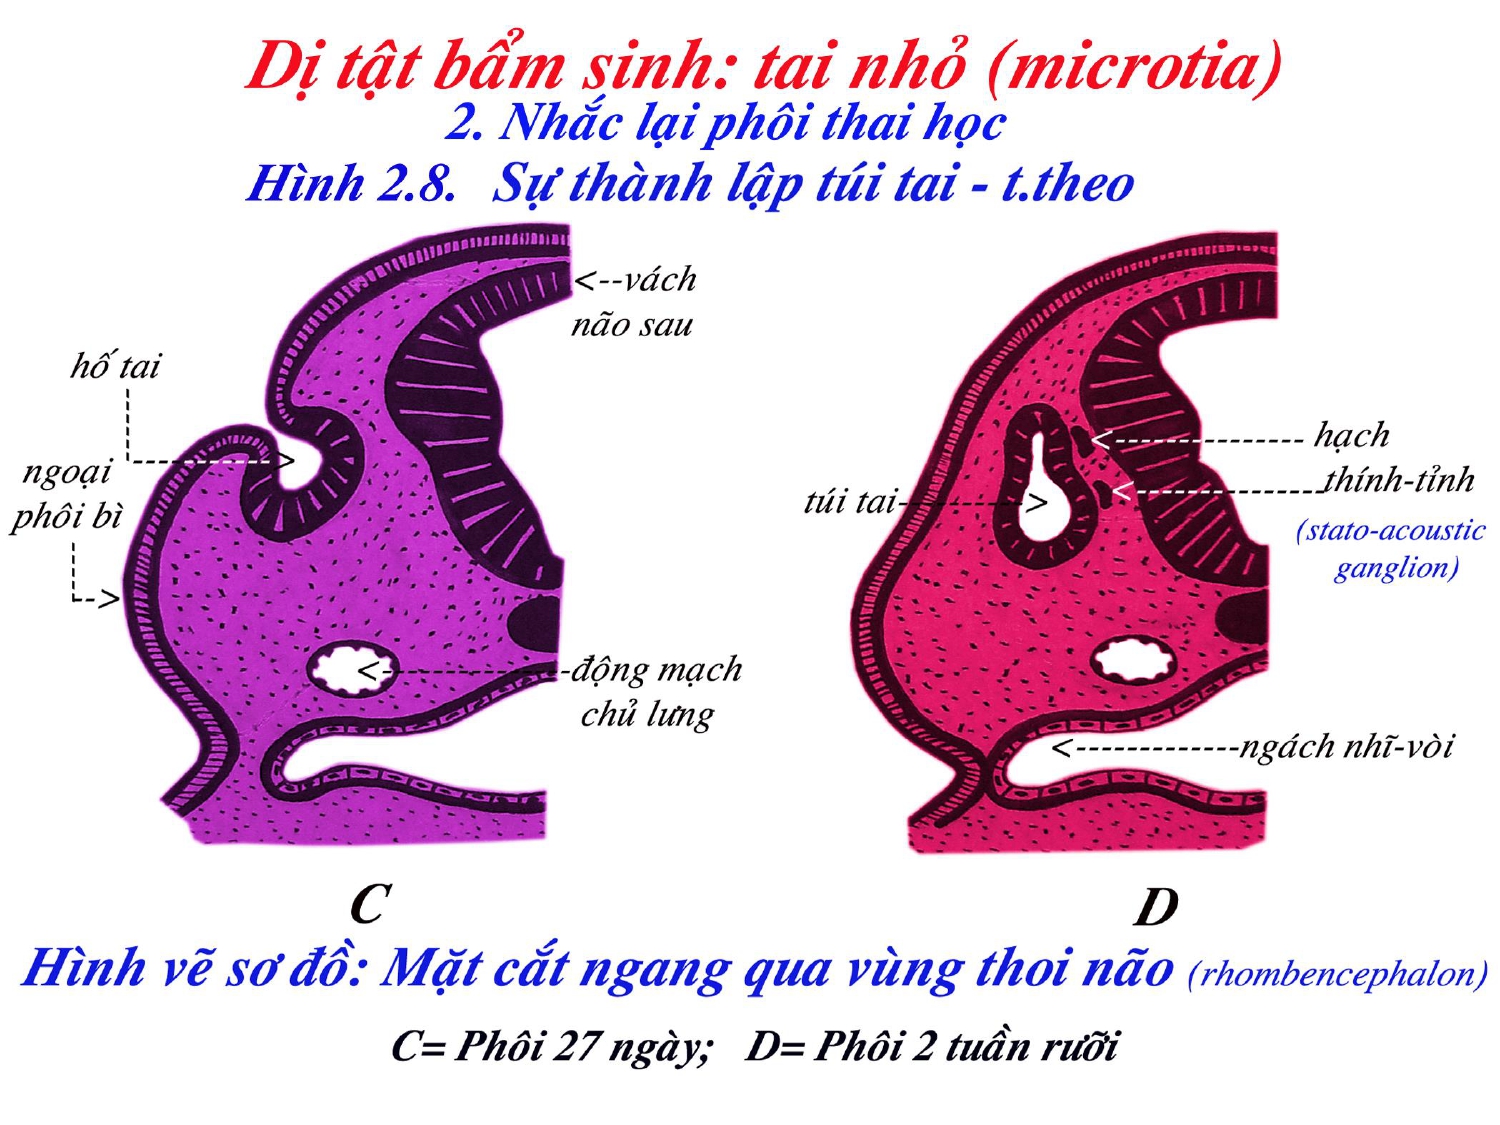 Dị tật bẩm sinh: tai nhỏ (microtia)
2. Nhắc lại phôi thai học
Hình 2.8. Sự thành lập túi tai - t.theo
<--vách
não sau
hố tai
ngoại
phôi bì
động mạch
chủ lưng
hạch
thính-tỉnh
(stato-acoustic
ganglion)
túi tai
ngách nhĩ-vòi
C
D
Hình vẽ sơ đồ: Mặt cắt ngang qua vùng thoi não (rhombencephalon)
C= Phôi 27 ngày; D= Phôi 2 tuần rưỡi